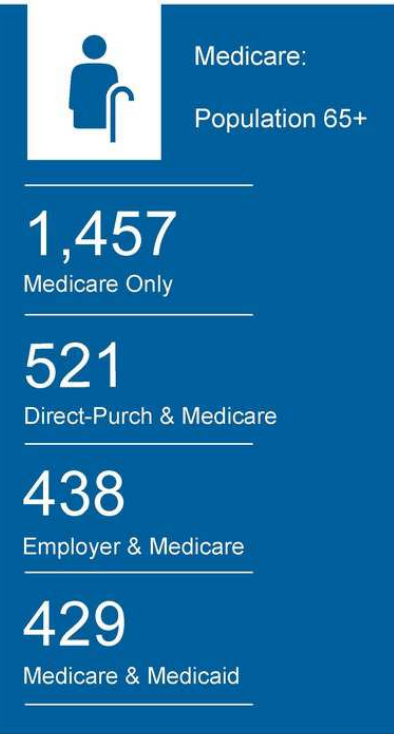 Medicare:
Population 65+
1,457
Medicare Only
521
Direct-Purch & Medicare
438
Employer & Medicare
429
Medicare & Medicaid